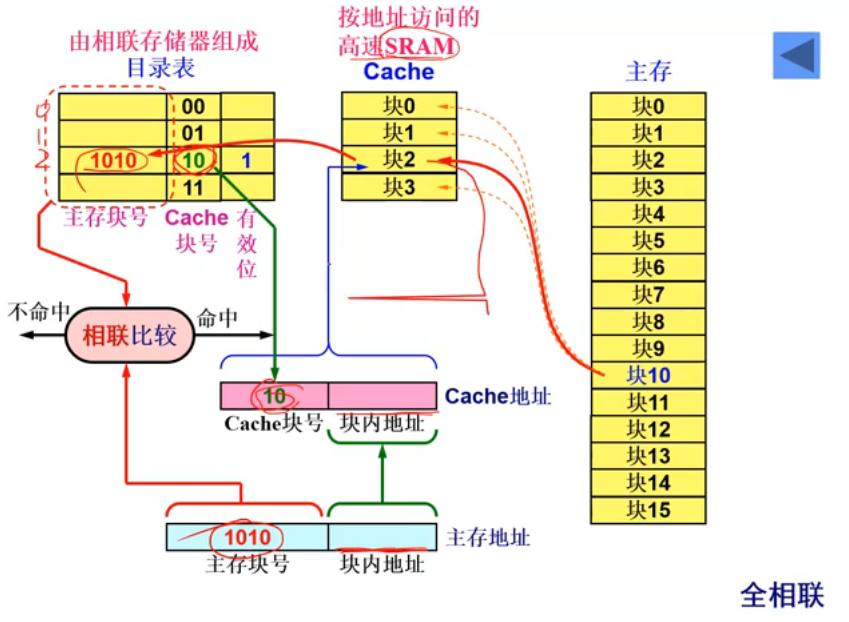 由相联存储器组成
目录表
按地址访问的
高速SRAM
Cache
主存
0
00
1
01
2
1010
10
1
11
主存块号
Cache
块号
有
效
位
块0
块1
块2
块3
块0
块1
块2
块3
块4
块5
块6
块7
块8
块9
块10
块11
块12
块13
块14
块15
不命中
相联比较
命中
10
Cache地址
Cache块号
块内地址
1010
主存地址
主存块号
块内地址
全相联